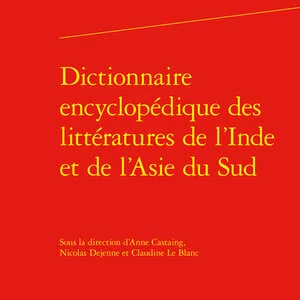 Dictionnaire
encyclopédique des
littératures de l’Inde
et de l’Asie du Sud
Sous la direction d’Anne Castaing,
Nicolas Dejenne et Claudine Le Blanc